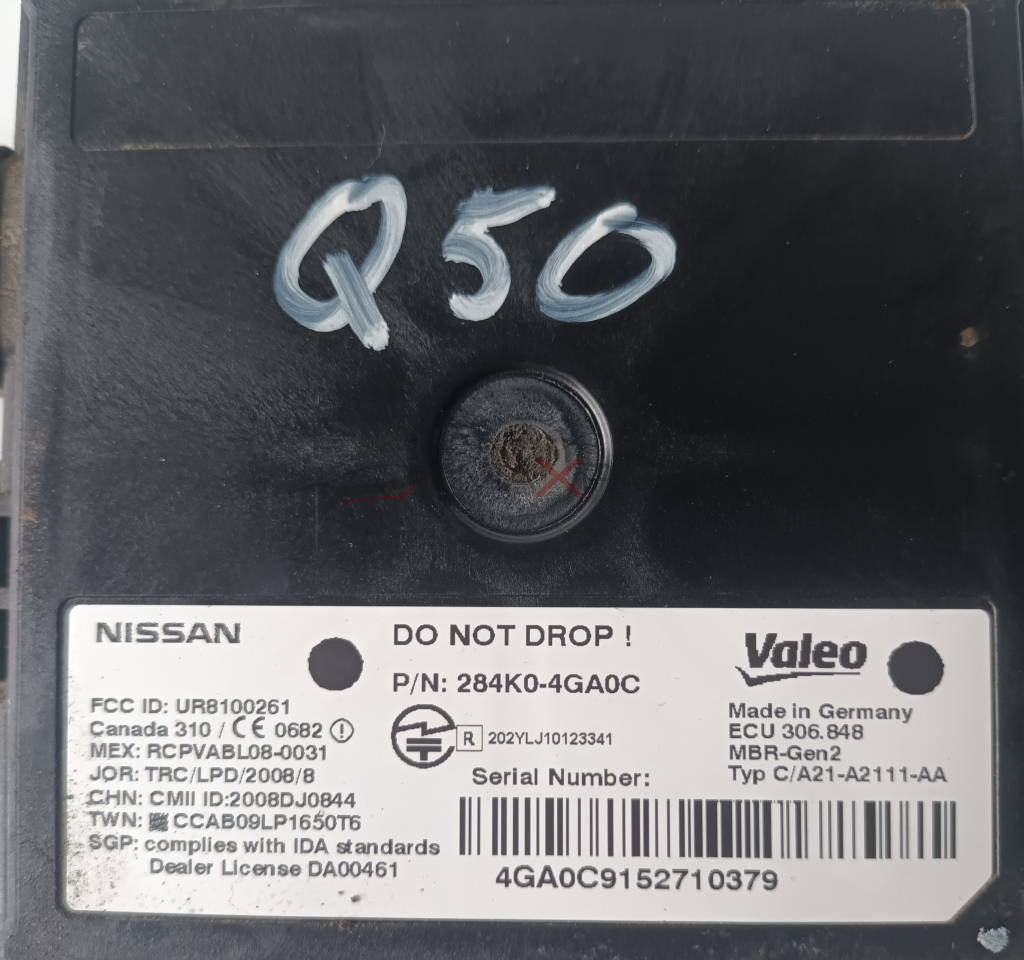 Q50
NISSAN
DO NOT DROP !
Valeo
P/N: 284K0-4GA0C
FCC ID: UR8100261
Canada 310 / CE 0682
MEX: RCPVABL08-0031
JOR: TRC/LPD/2008/8
CHN: CMII ID:2008DJ0844
TWN: CCAB09LP1650T6
SGP: complies with IDA standards
Dealer License DA00461
R 202YLJ10123341
Serial Number:
4GA0C9152710379
Made in Germany
ECU 306.848
MBR-Gen2
Typ C/A21-A2111-AA